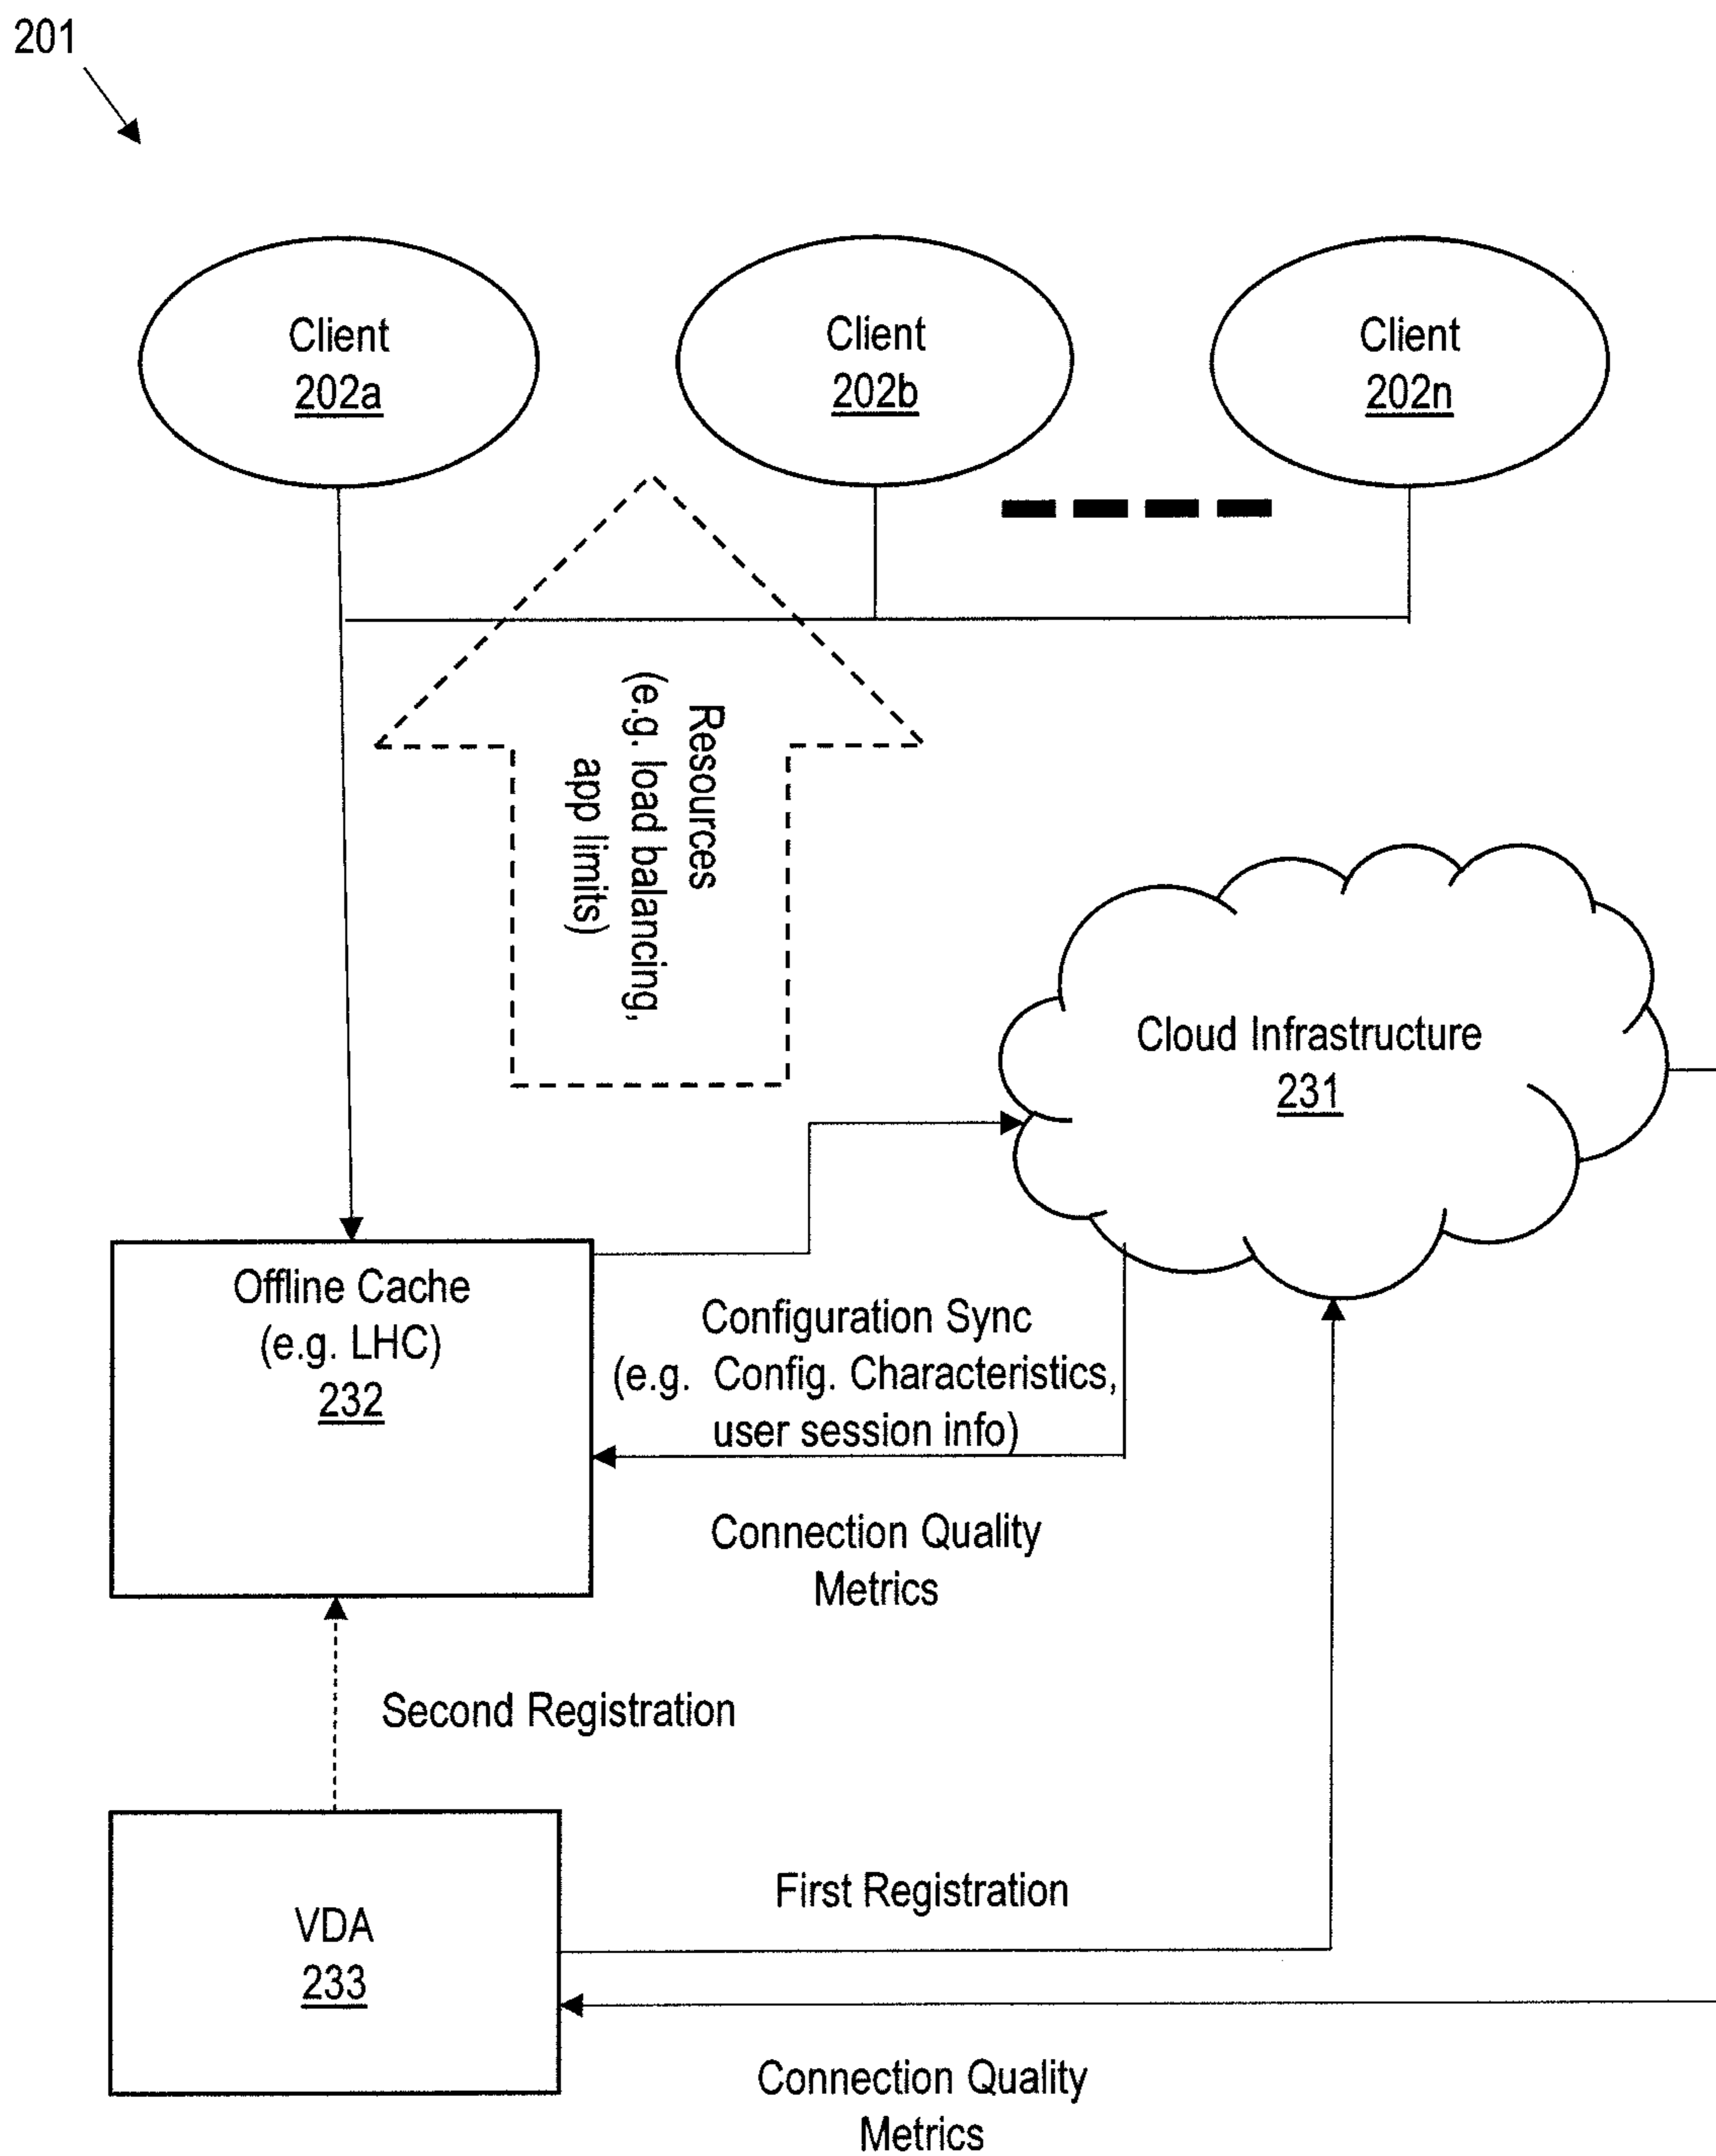 201
Client
202a
Client
202b
Client
202n
Resources
(e.g. load balancing,
app limits)
Cloud Infrastructure
231
Offline Cache
(e.g. LHC)
232
Configuration Sync
(e.g. Config. Characteristics,
user session info)
Connection Quality
Metrics
Second Registration
First Registration
VDA
233
Connection Quality
Metrics